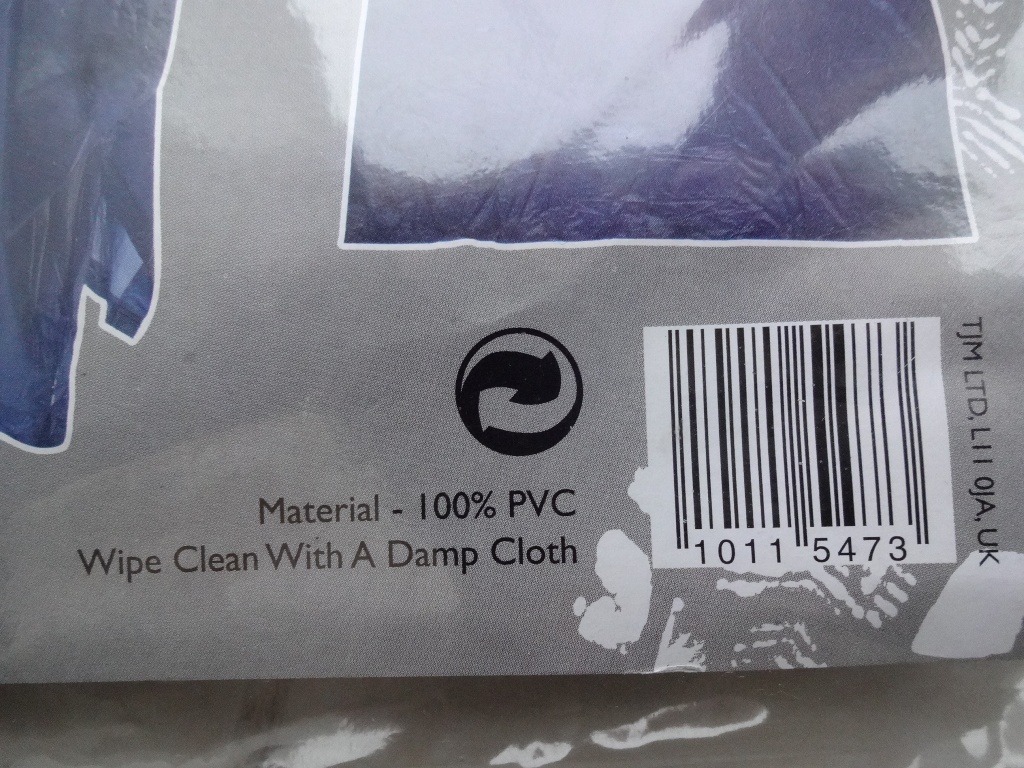 Material - 100% PVC
Wipe Clean With A Damp Cloth
1011 5473
TJM LTD. L11 0JA, UK